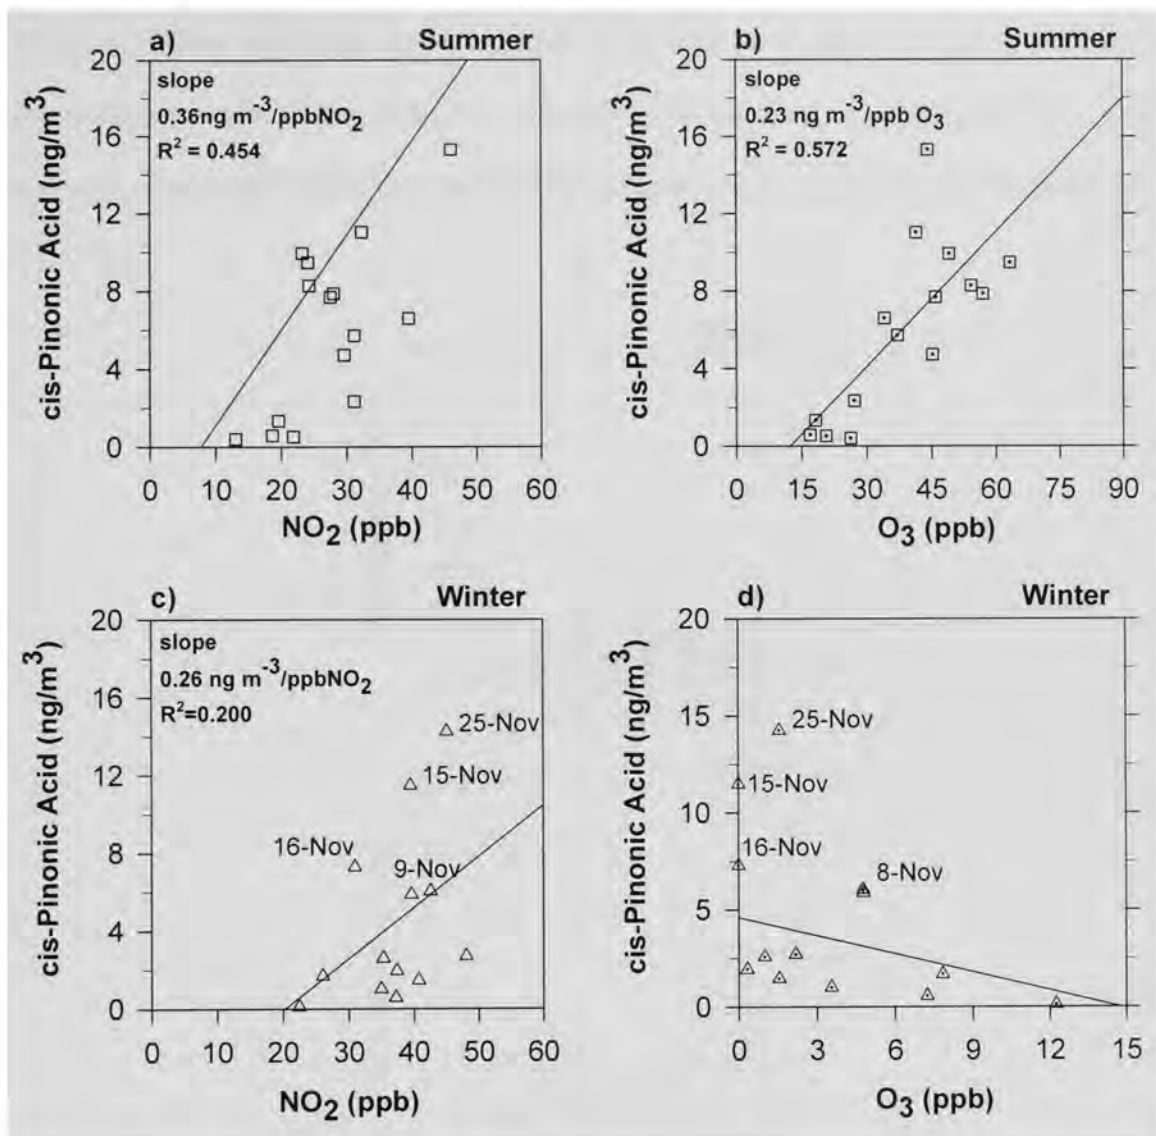 a) Summer
slope
0.36ng m⁻³/ppbNO₂
R² = 0.454
cis-Pinonic Acid (ng/m³)
20
16
12
8
4
0
0 10 20 30 40 50 60
NO₂ (ppb)
b) Summer
slope
0.23 ng m⁻³/ppb O₃
R² = 0.572
cis-Pinonic Acid (ng/m³)
20
16
12
8
4
0
0 15 30 45 60 75 90
O₃ (ppb)
c) Winter
slope
0.26 ng m⁻³/ppbNO₂
R²=0.200
25-Nov
15-Nov
16-Nov
9-Nov
cis-Pinonic Acid (ng/m³)
20
16
12
8
4
0
0 10 20 30 40 50 60
NO₂ (ppb)
d) Winter
25-Nov
15-Nov
16-Nov
8-Nov
cis-Pinonic Acid (ng/m³)
20
15
10
5
0
0 3 6 9 12 15
O₃ (ppb)